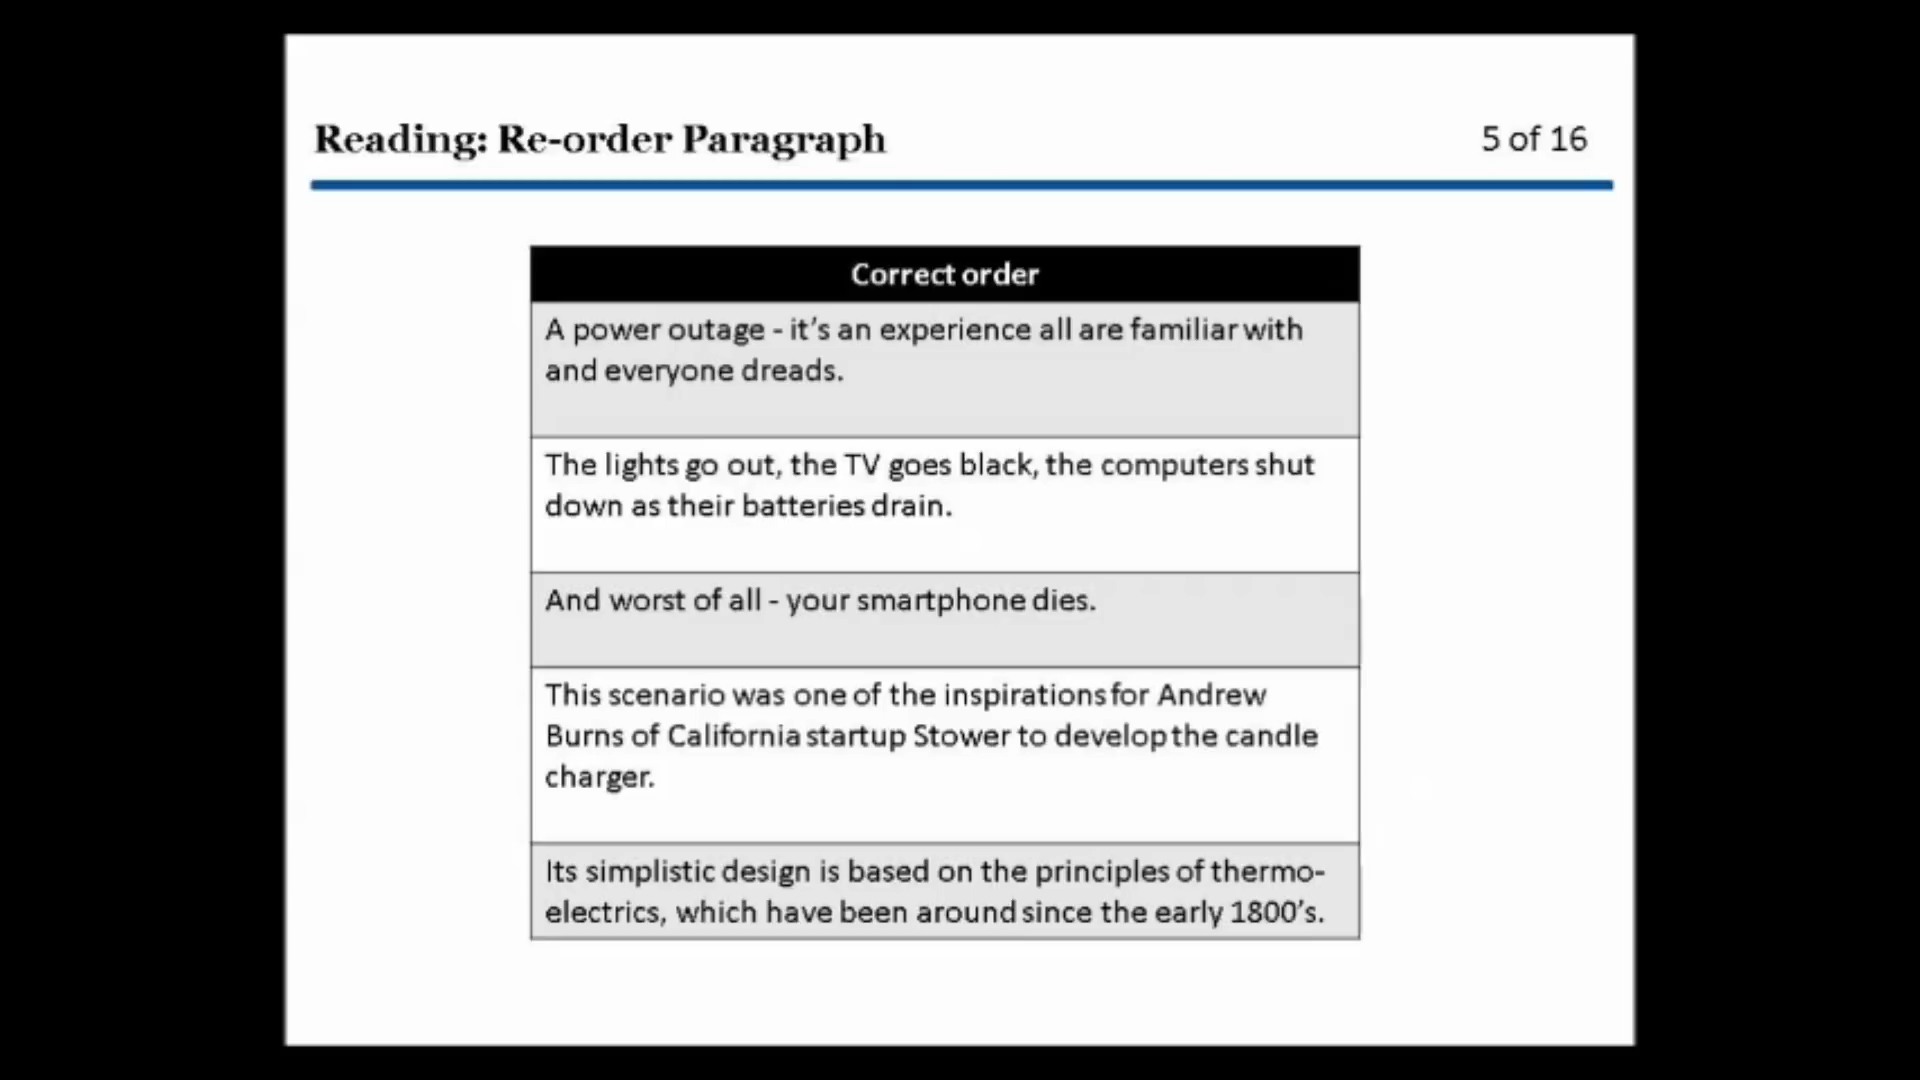 Reading: Re-order Paragraph
5 of 16
Correct order
A power outage - it's an experience all are familiar with
and everyone dreads.
The lights go out, the TV goes black, the computers shut
down as their batteries drain.
And worst of all - your smartphone dies.
This scenario was one of the inspirations for Andrew
Burns of California startup Stower to develop the candle
charger.
Its simplistic design is based on the principles of thermo-
electrics, which have been around since the early 1800's.